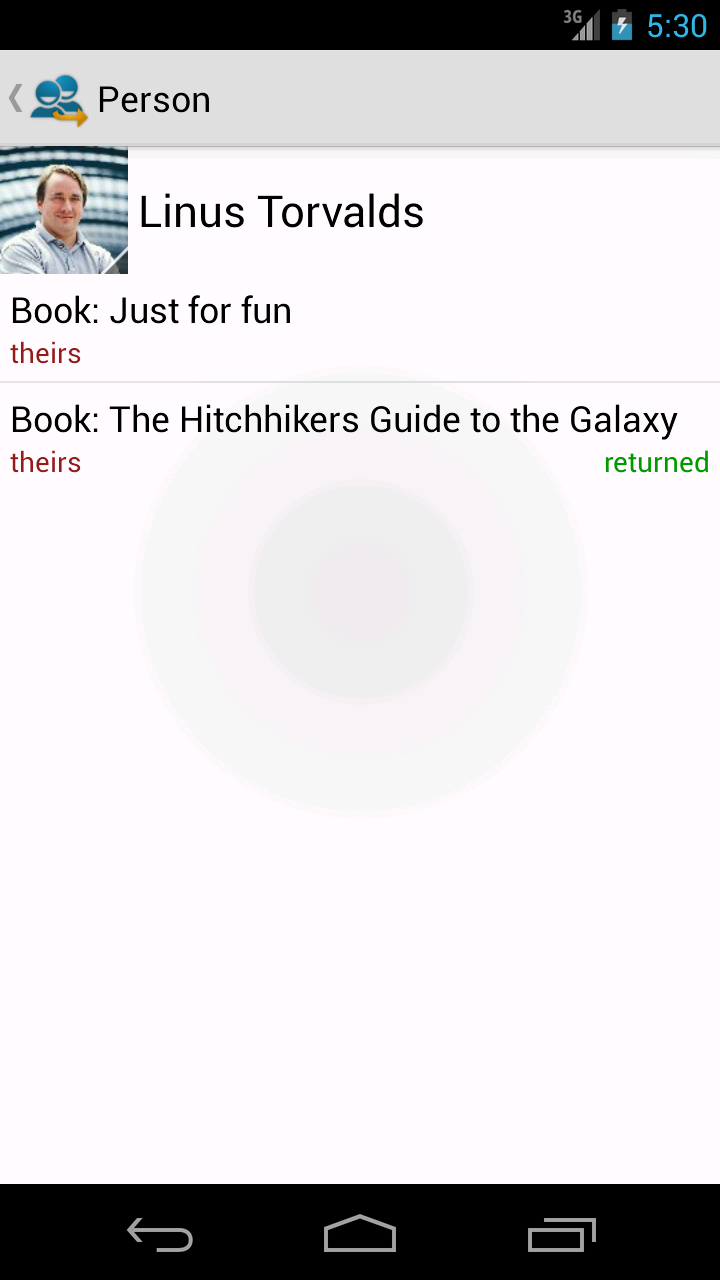 3G 5:30
Person
Linus Torvalds
Book: Just for fun
theirs
Book: The Hitchhikers Guide to the Galaxy
theirs returned